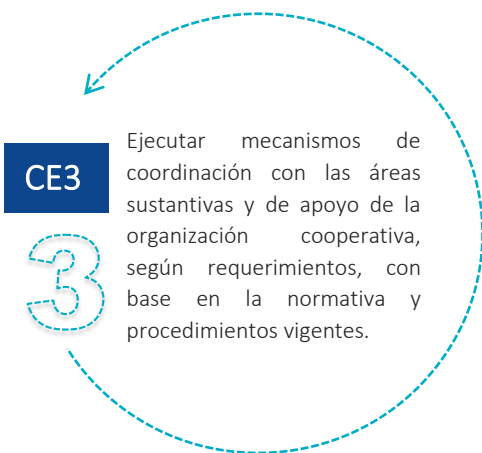 CE3
3
Ejecutar mecanismos de
coordinación con las áreas
sustantivas y de apoyo de la
organización cooperativa,
según requerimientos, con
base en la normativa y
procedimientos vigentes.